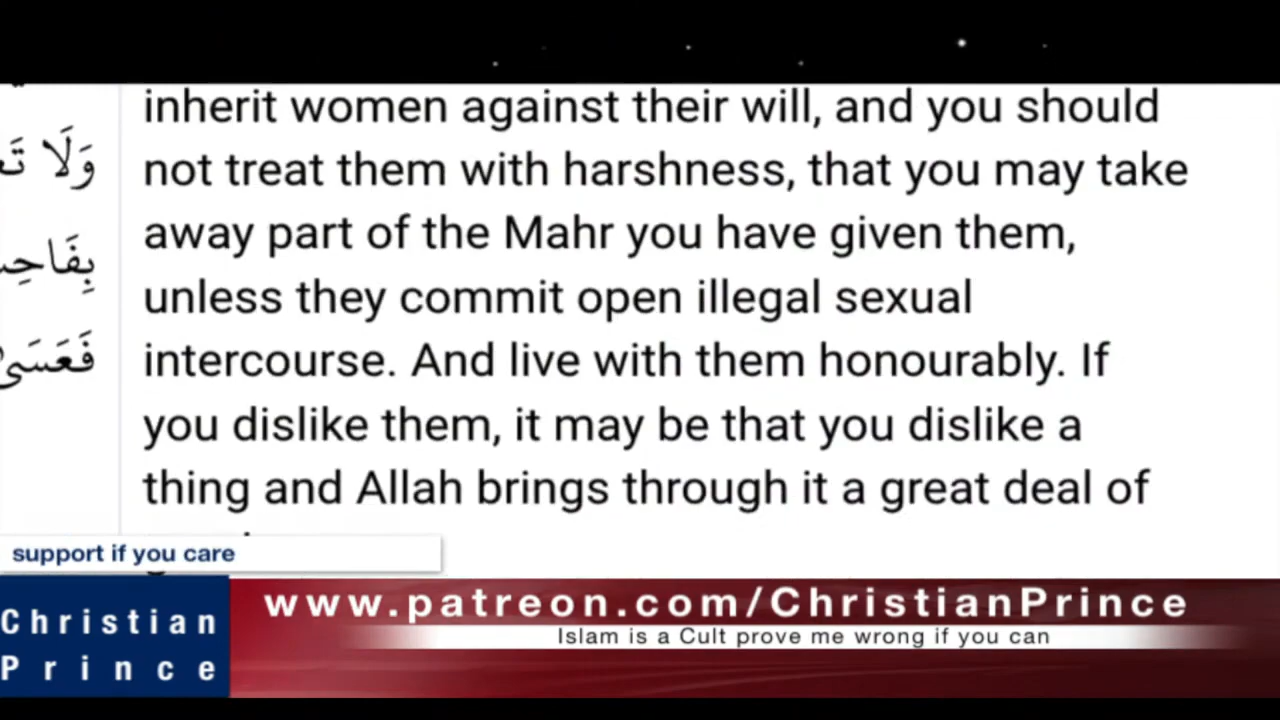 inherit women against their will, and you should
not treat them with harshness, that you may take
away part of the Mahr you have given them,
unless they commit open illegal sexual
intercourse. And live with them honourably. If
you dislike them, it may be that you dislike a
thing and Allah brings through it a great deal of
وَلَا
فَعَسَى
support if you care
Christian
Prince
www.patreon.com/ChristianPrince
Islam is a Cult prove me wrong if you can